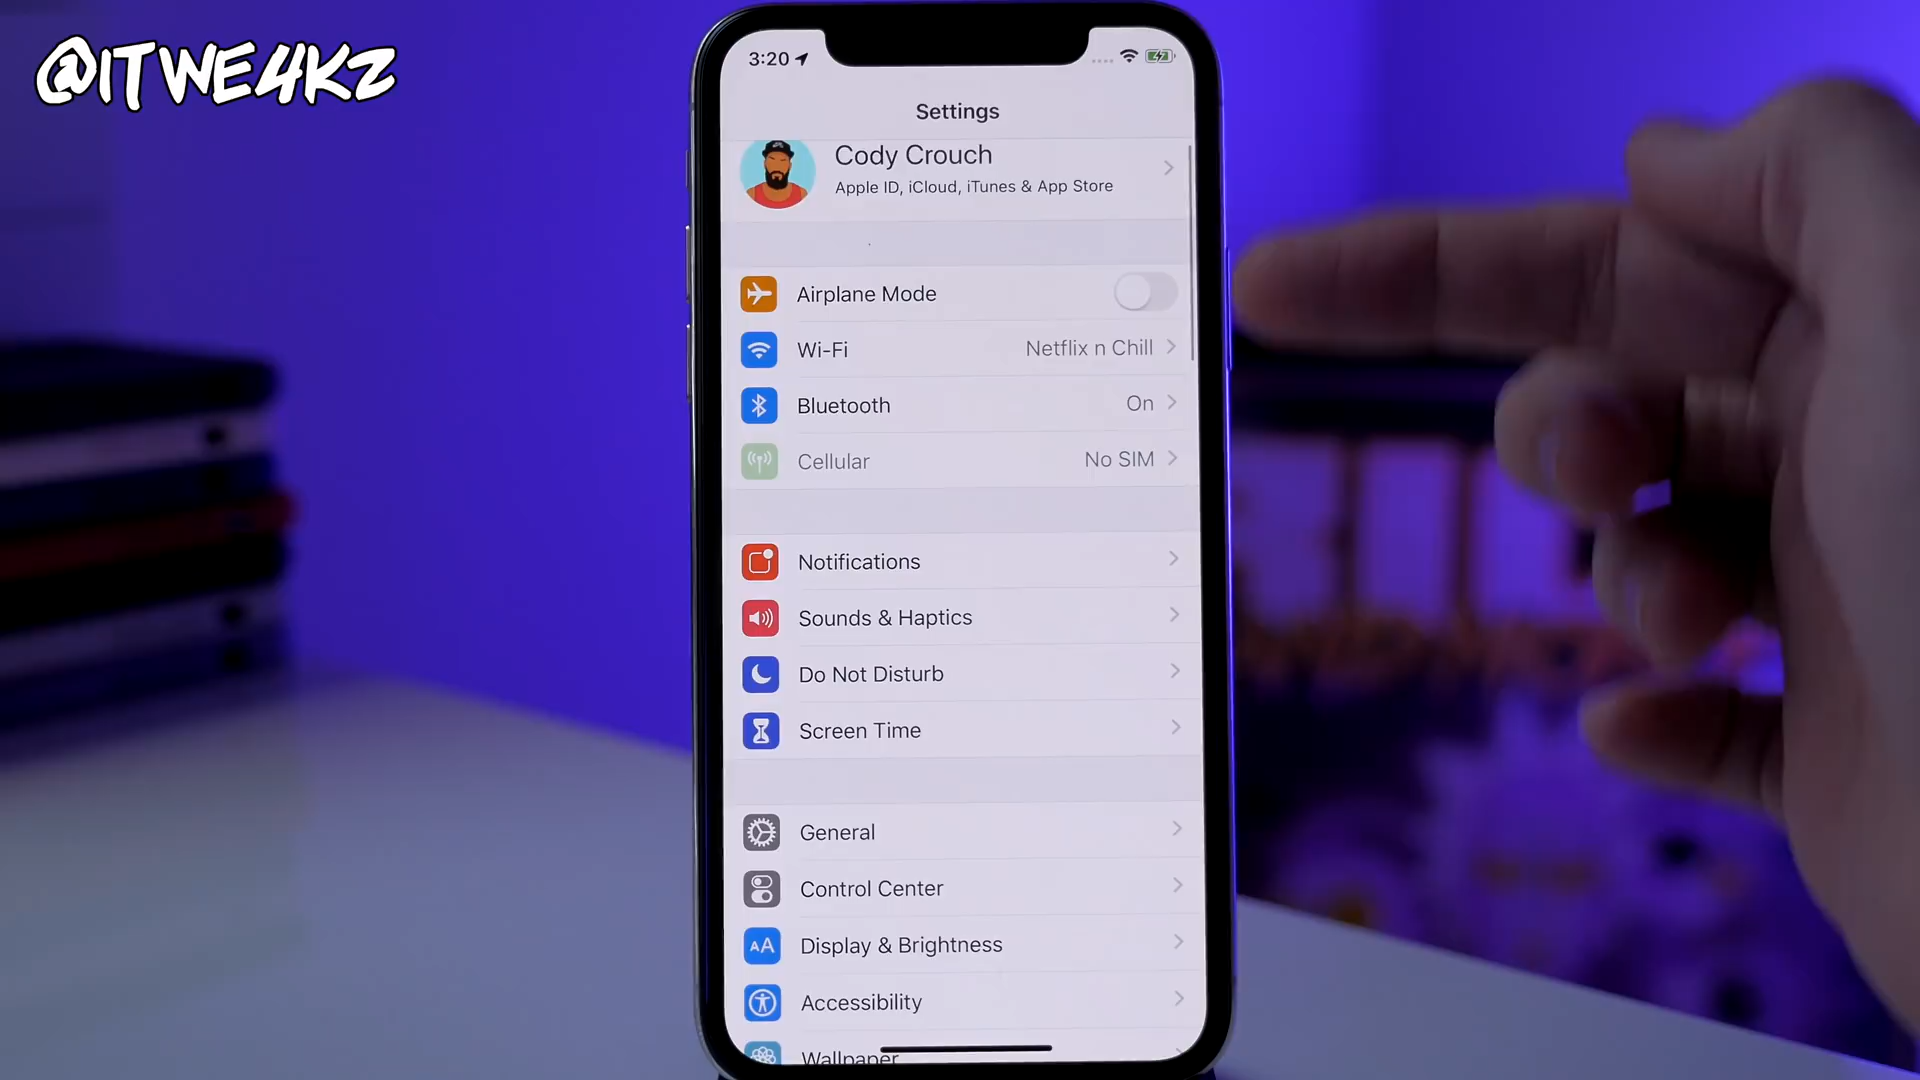 @iTWE4KZ
3:20
Settings
Cody Crouch
Apple ID, iCloud, iTunes & App Store
Airplane Mode
Wi-Fi Netflix n Chill
Bluetooth On
Cellular No SIM
Notifications
Sounds & Haptics
Do Not Disturb
Screen Time
General
Control Center
AA Display & Brightness
Accessibility
Wallpaper